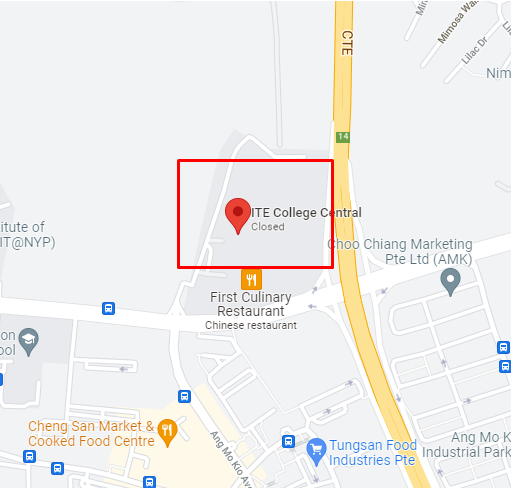 Mimosa Wa
Lilac Dr
Nim
CTE
14
ITE College Central
Closed
itute of
(IT@NYP)
Choo Chiang Marketing
Pte Ltd (AMK)
First Culinary
Restaurant
Chinese restaurant
on
ool
Cheng San Market &
Cooked Food Centre
Ang Mo Kio Ave
Tungsan Food
Industries Pte
Ang Mo K
Industrial Park